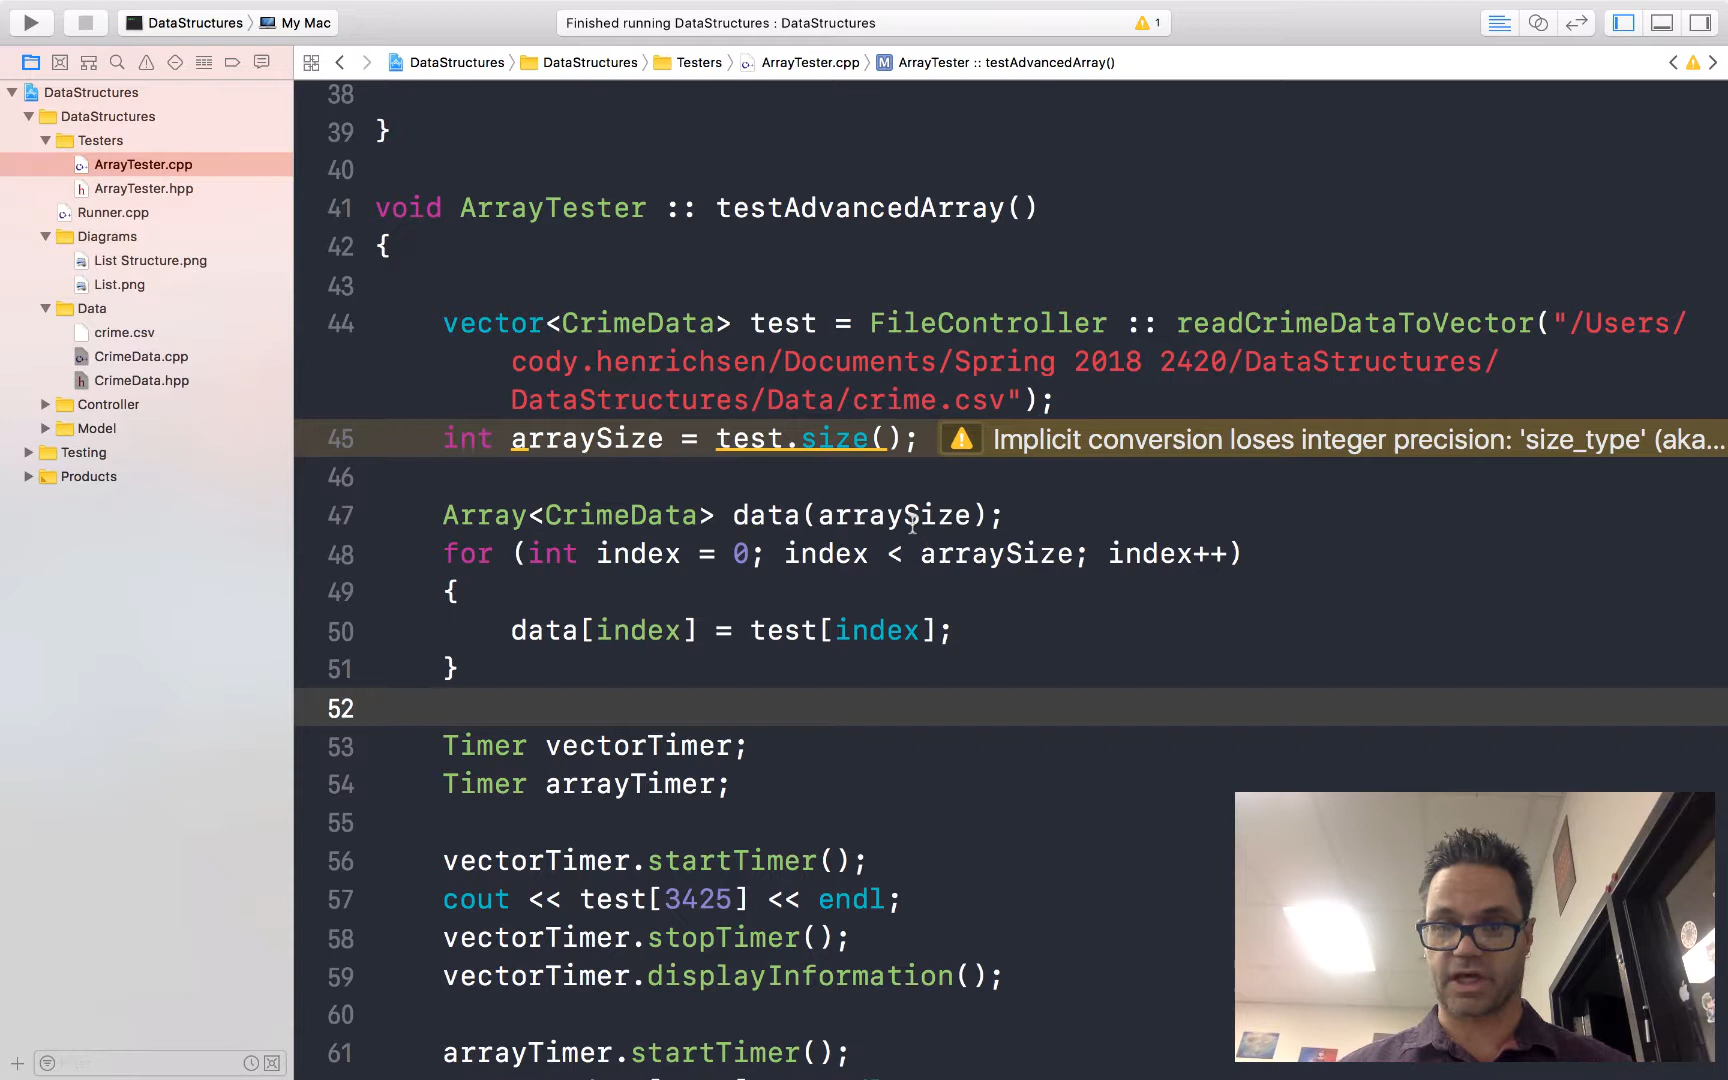 DataStructures
My Mac
Finished running DataStructures : DataStructures
1
DataStructures
DataStructures
Testers
ArrayTester.cpp
M
ArrayTester :: testAdvancedArray()
DataStructures
DataStructures
Testers
ArrayTester.cpp
h ArrayTester.hpp
Runner.cpp
Diagrams
List Structure.png
List.png
Data
crime.csv
CrimeData.cpp
h CrimeData.hpp
Controller
Model
Testing
Products
Filter
38
39 }
40
41 void ArrayTester :: testAdvancedArray()
42 {
43
44 vector<CrimeData> test = FileController :: readCrimeDataToVector("/Users/
cody.henrichsen/Documents/Spring 2018 2420/DataStructures/
DataStructures/Data/crime.csv");
45 int arraySize = test.size(); Implicit conversion loses integer precision: 'size_type' (aka...
46
47 Array<CrimeData> data(arraySize);
48 for (int index = 0; index < arraySize; index++)
49 {
50 data[index] = test[index];
51 }
52
53 Timer vectorTimer;
54 Timer arrayTimer;
55
56 vectorTimer.startTimer();
57 cout << test[3425] << endl;
58 vectorTimer.stopTimer();
59 vectorTimer.displayInformation();
60
61 arrayTimer.startTimer();